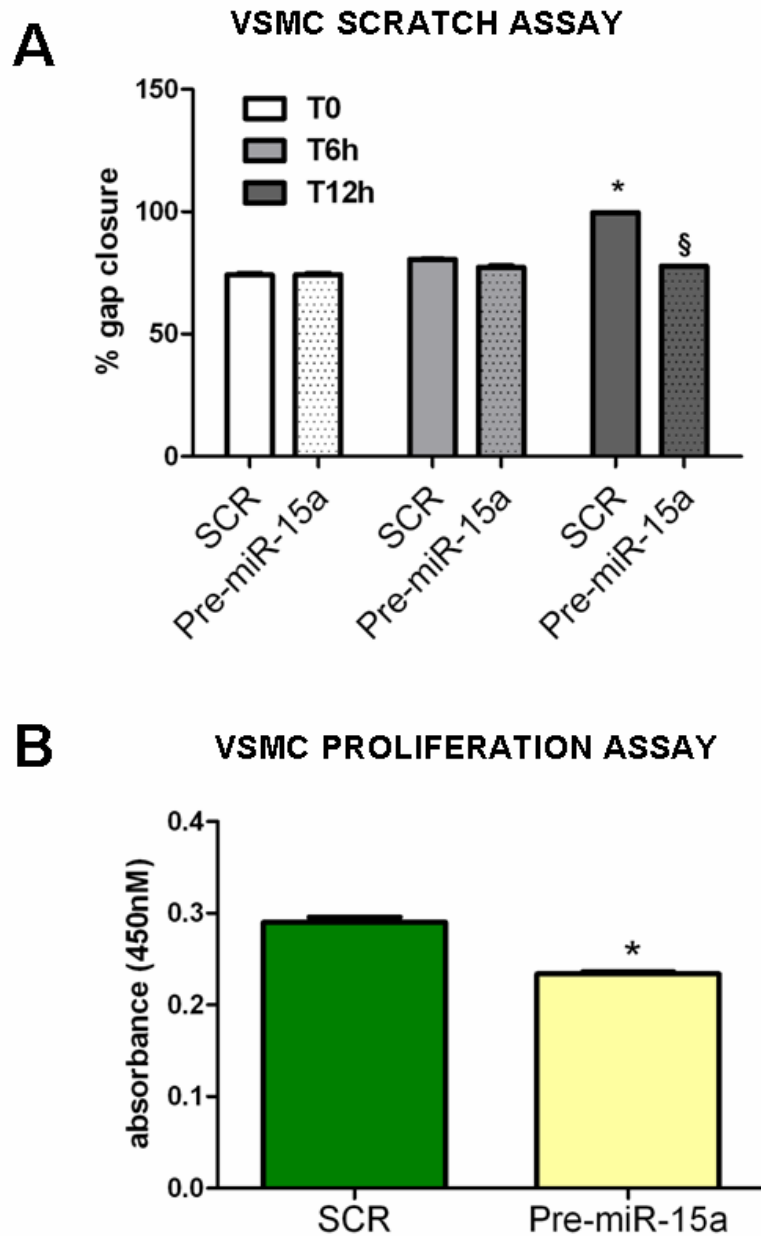 A
VSMC SCRATCH ASSAY
% gap closure
150
100
50
0
T0
T6h
T12h
*
§
SCR
Pre-miR-15a
SCR
Pre-miR-15a
SCR
Pre-miR-15a
B
VSMC PROLIFERATION ASSAY
absorbance (450nM)
0.4
0.3
0.2
0.1
0.0
*
SCR
Pre-miR-15a